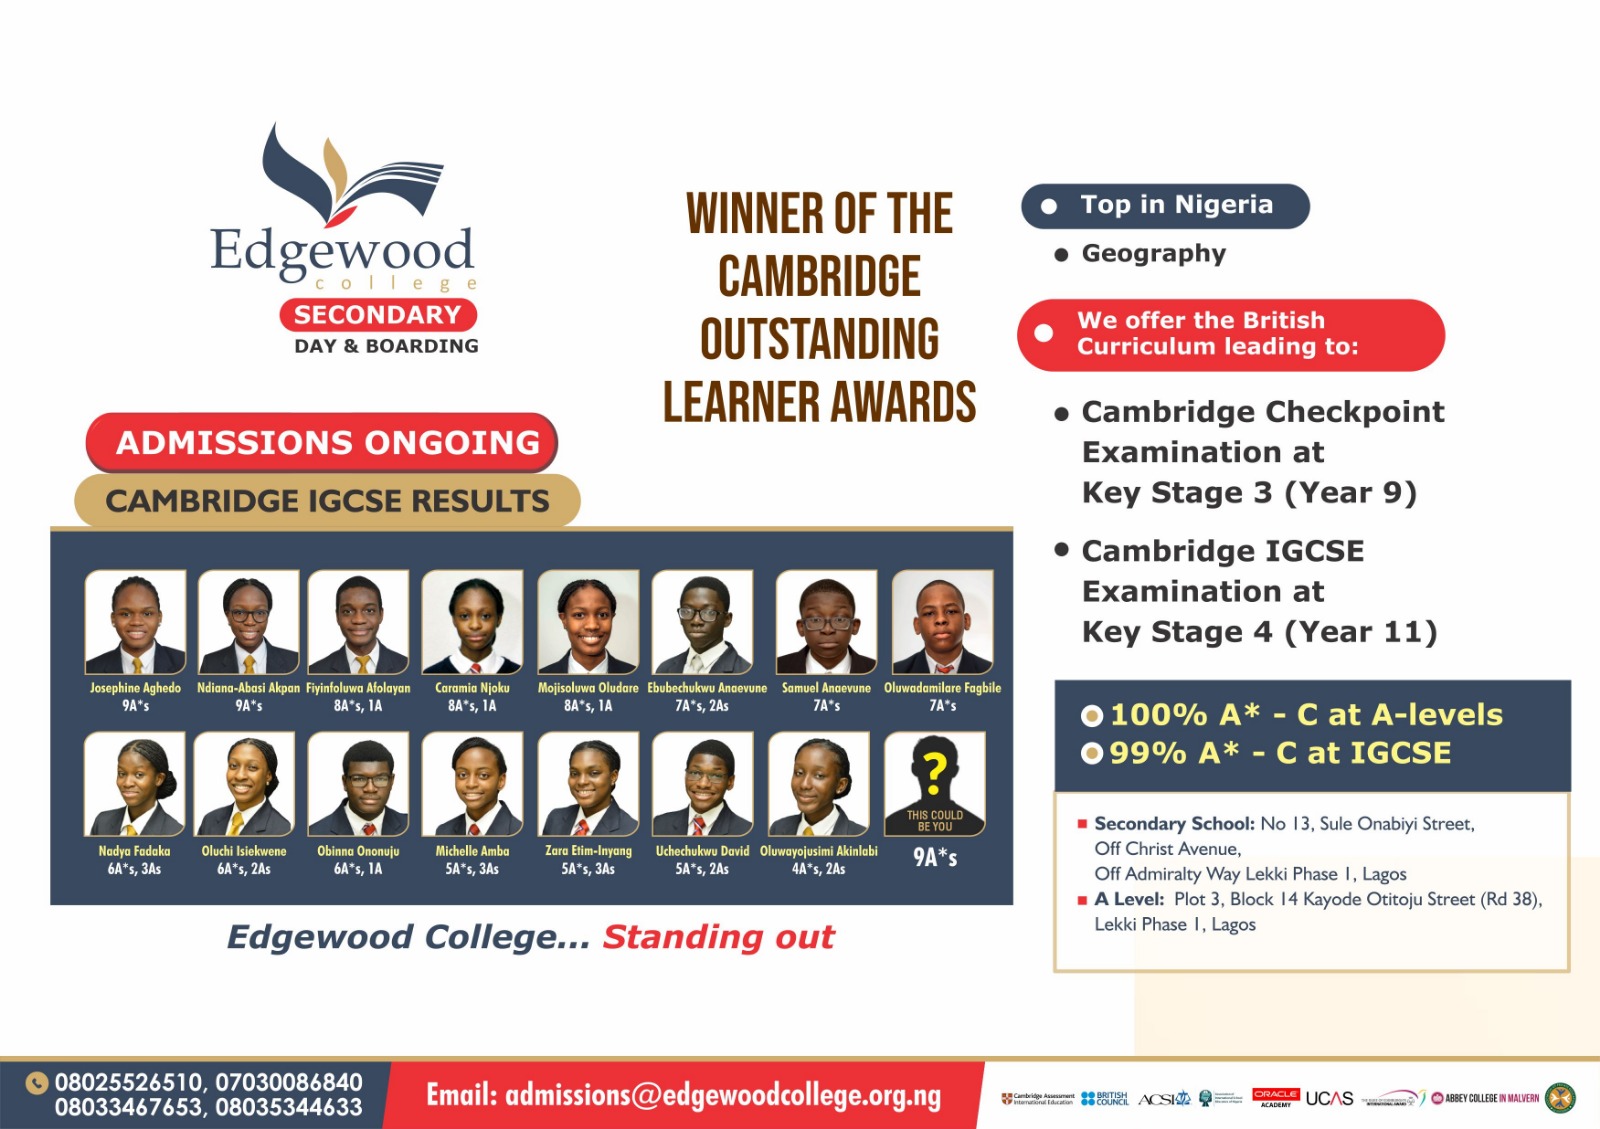 Edgewood
college
SECONDARY
DAY & BOARDING
WINNER OF THE
CAMBRIDGE
OUTSTANDING
LEARNER AWARDS
Top in Nigeria
Geography
We offer the British
Curriculum leading to:
Cambridge Checkpoint
Examination at
Key Stage 3 (Year 9)
Cambridge IGCSE
Examination at
Key Stage 4 (Year 11)
ADMISSIONS ONGOING
CAMBRIDGE IGCSE RESULTS
Josephine Aghedo
9A*s
Ndiana-Abasi Akpan
9A*s
Fiyinfoluwa Afolayan
8A*s, 1A
Caramia Njoku
8A*s, 1A
Mojisoluwa Oludare
8A*s, 1A
Ebubechukwu Anaevune
7A*s, 2As
Samuel Anaevune
7A*s
Oluwadamilare Fagbile
7A*s
Nadya Fadaka
6A*s, 3As
Oluchi Isiekwene
6A*s, 2As
Obinna Ononuju
6A*s, 1A
Michelle Amba
5A*s, 3As
Zara Etim-Inyang
5A*s, 3As
Uchechukwu David
5A*s, 2As
Oluwayojusimi Akinlabi
4A*s, 2As
?
THIS COULD
BE YOU
9A*s
Edgewood College... Standing out
100% A* - C at A-levels
99% A* - C at IGCSE
Secondary School: No 13, Sule Onabiyi Street,
Off Christ Avenue,
Off Admiralty Way Lekki Phase 1, Lagos
A Level: Plot 3, Block 14 Kayode Otitoju Street (Rd 38),
Lekki Phase 1, Lagos
08025526510, 07030086840
08033467653, 08035344633
Email: admissions@edgewoodcollege.org.ng
Cambridge Assessment
International Education
BRITISH
COUNCIL
ACSI
ORACLE
ACADEMY
UCAS
INTERNATIONAL AWARD
ABBEY COLLEGE IN MALVERN